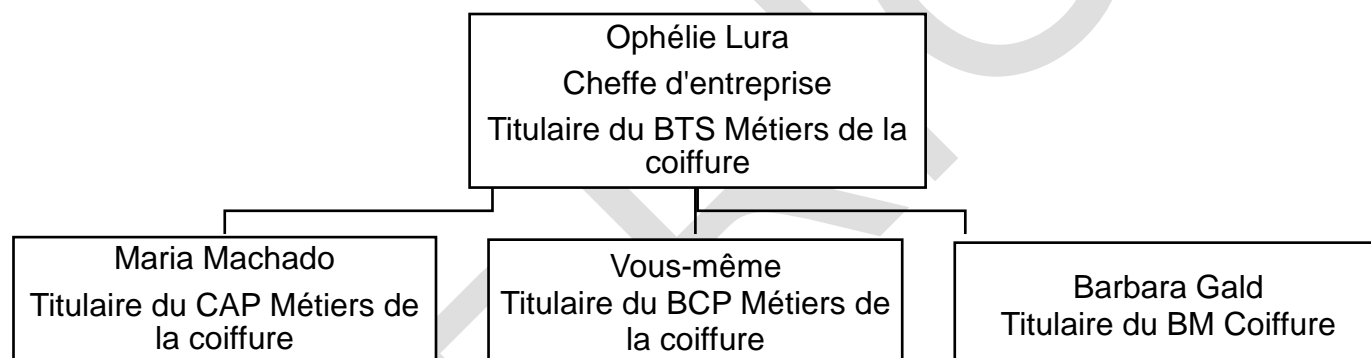 Ophélie Lura
Cheffe d'entreprise
Titulaire du BTS Métiers de la
coiffure
Maria Machado
Titulaire du CAP Métiers de
la coiffure
Vous-même
Titulaire du BCP Métiers de
la coiffure
Barbara Gald
Titulaire du BM Coiffure